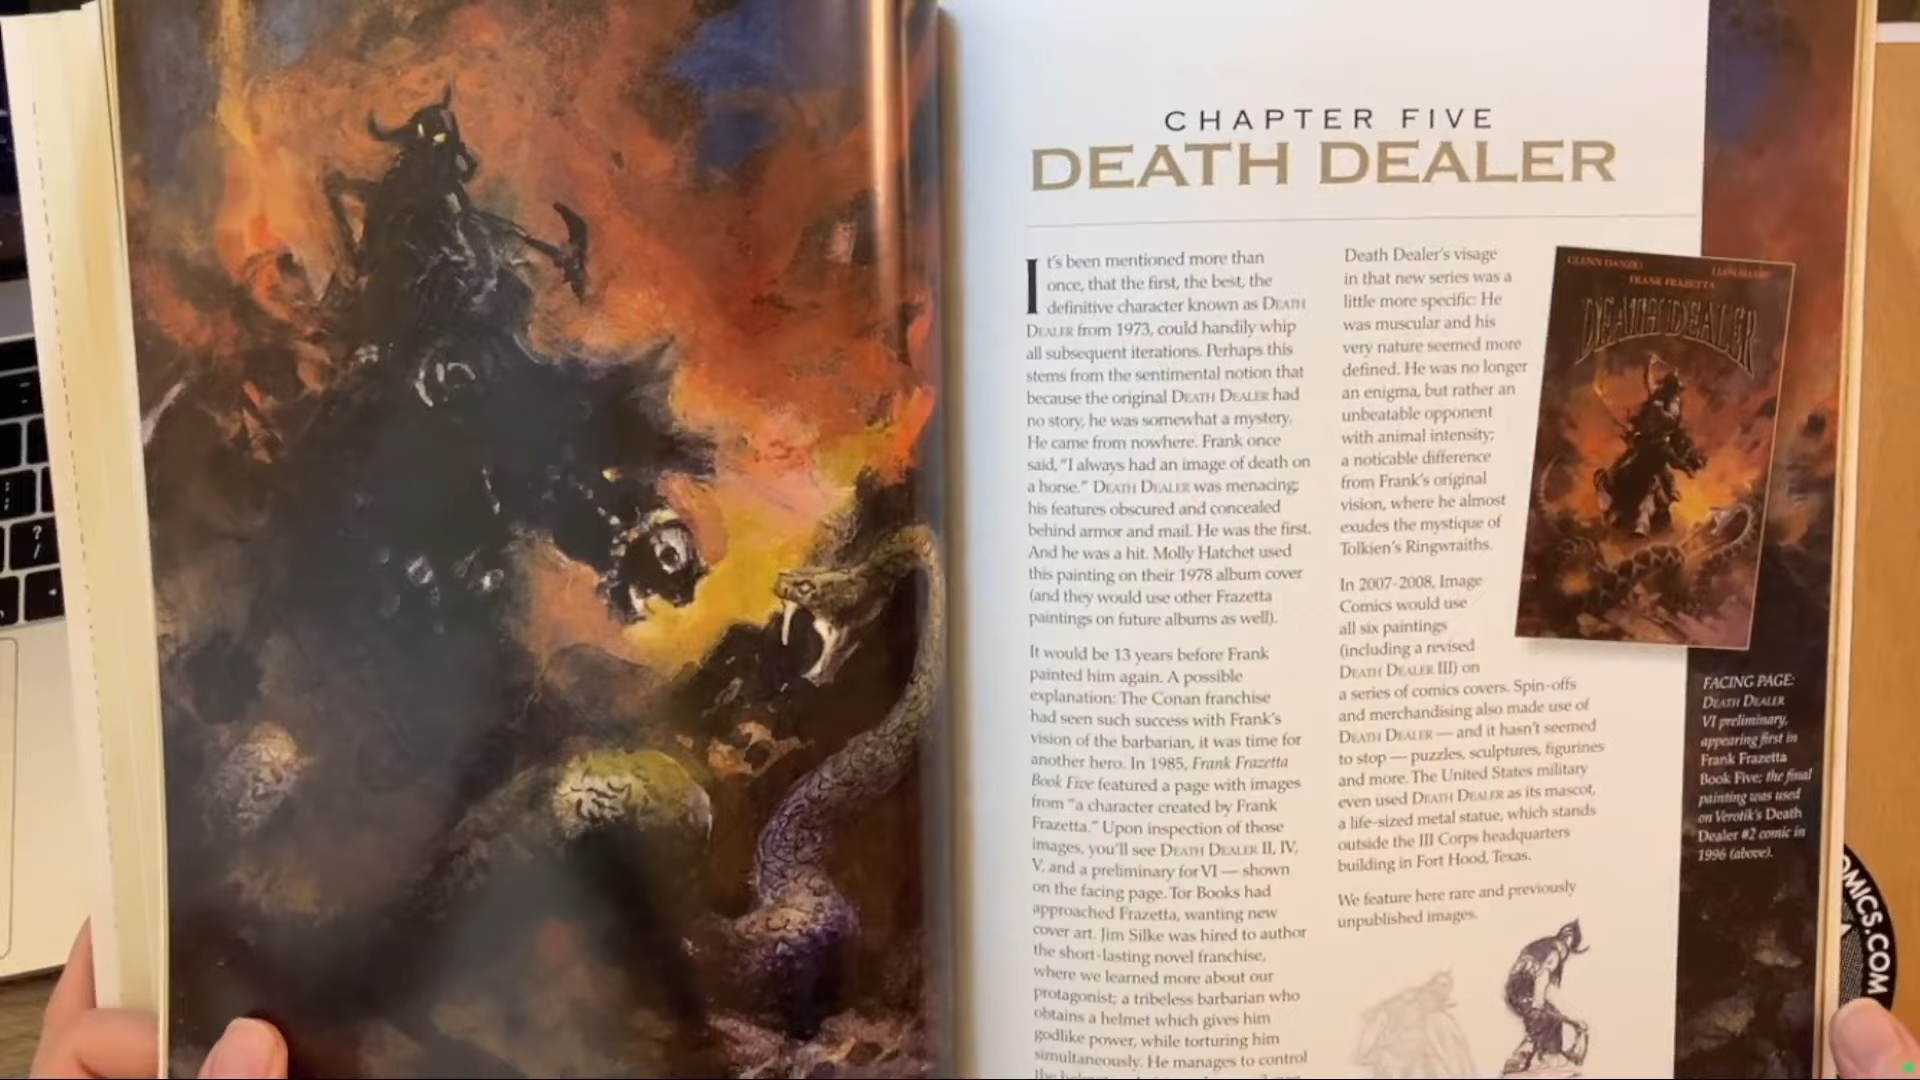 CHAPTER FIVE
DEATH DEALER
It's been mentioned more than
once, that the first, the best, the
definitive character known as DEATH
DEALER from 1973, could handily whip
all subsequent iterations. Perhaps this
stems from the sentimental notion that
because the original DEATH DEALER had
no story, he was somewhat a mystery.
He came from nowhere. Frank once
said, "I always had an image of death on
a horse." DEATH DEALER was menacing;
his features obscured and concealed
behind armor and mail. He was the first.
And he was a hit. Molly Hatchet used
this painting on their 1978 album cover
(and they would use other Frazetta
paintings on future albums as well).
It would be 13 years before Frank
painted him again. A possible
explanation: The Conan franchise
had seen such success with Frank's
vision of the barbarian, it was time for
another hero. In 1985, Frank Frazetta
Book Five featured a page with images
from "a character created by Frank
Frazetta." Upon inspection of those
images, you'll see DEATH DEALER II, IV,
V, and a preliminary for VI — shown
on the facing page. Tor Books had
approached Frazetta, wanting new
cover art. Jim Silke was hired to author
the short-lasting novel franchise,
where we learned more about our
protagonist; a tribeless barbarian who
obtains a helmet which gives him
godlike power, while torturing him
simultaneously. He manages to control
Death Dealer's visage
in that new series was a
little more specific: He
was muscular and his
very nature seemed more
defined. He was no longer
an enigma, but rather an
unbeatable opponent
with animal intensity;
a noticable difference
from Frank's original
vision, where he almost
exudes the mystique of
Tolkien's Ringwraiths.
In 2007-2008, Image
Comics would use
all six paintings
(including a revised
DEATH DEALER III) on
a series of comics covers. Spin-offs
and merchandising also made use of
DEATH DEALER — and it hasn't seemed
to stop — puzzles, sculptures, figurines
and more. The United States military
even used DEATH DEALER as its mascot,
a life-sized metal statue, which stands
outside the III Corps headquarters
building in Fort Hood, Texas.
We feature here rare and previously
unpublished images.
GLENN DANZIG
FRANK FRAZETTA
DEATH DEALER
FACING PAGE:
DEATH DEALER
VI preliminary,
appearing first in
Frank Frazetta
Book Five; the final
painting was used
on Verotik's Death
Dealer #2 comic in
1996 (above).
OMICS.COM
?
/